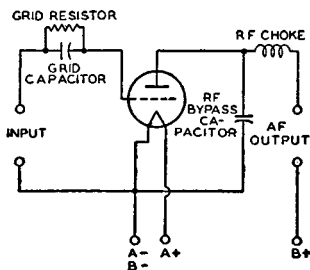 GRID RESISTOR
GRID
CAPACITOR
RF CHOKE
RF
BYPASS
CA-
PACITOR
INPUT
AF
OUTPUT
A-
B-
A+
B+